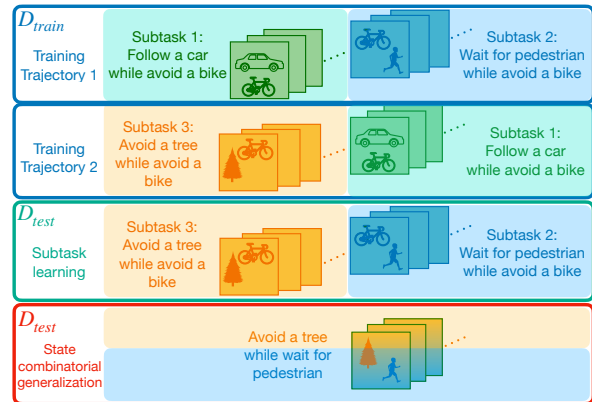 D_train
Training
Trajectory 1
Subtask 1:
Follow a car
while avoid a bike
Subtask 2:
Wait for pedestrian
while avoid a bike
Training
Trajectory 2
Subtask 3:
Avoid a tree
while avoid a
bike
Subtask 1:
Follow a car
while avoid a bike
D_test
Subtask
learning
Subtask 3:
Avoid a tree
while avoid a
bike
Subtask 2:
Wait for pedestrian
while avoid a bike
D_test
State
combinatorial
generalization
Avoid a tree
while wait for
pedestrian